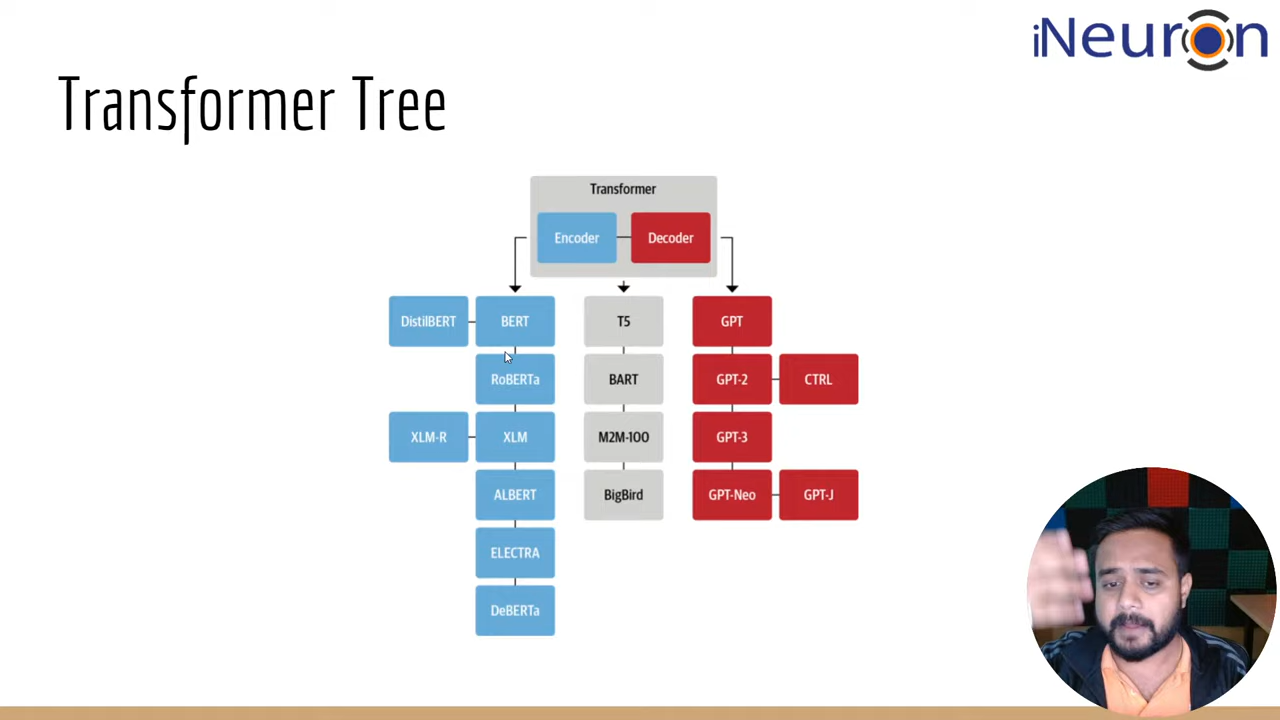 iNeuron
Transformer Tree
Transformer
Encoder
Decoder
DistilBERT
BERT
T5
GPT
RoBERTa
BART
GPT-2
CTRL
XLM-R
XLM
M2M-100
GPT-3
ALBERT
BigBird
GPT-Neo
GPT-J
ELECTRA
DeBERTa